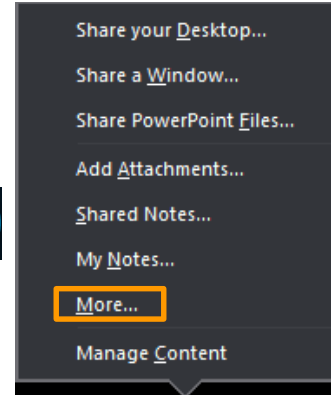 Share your Desktop...
Share a Window...
Share PowerPoint Files...
Add Attachments...
Shared Notes...
My Notes...
More...
Manage Content